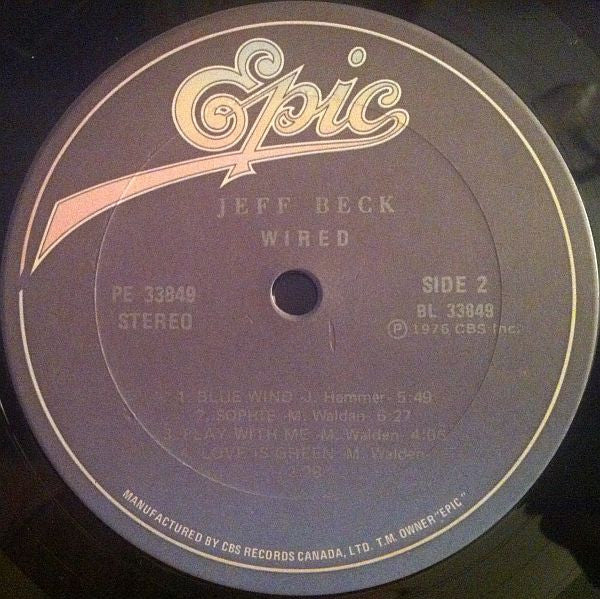 Epic
JEFF BECK
WIRED
PE 33849
STEREO
SIDE 2
BL 33849
Ⓟ 1976 CBS Inc.
1. BLUE WIND -J. Hammer- 5:49
2. SOPHIE -M. Walden- 6:27
3. PLAY WITH ME -M. Walden-
LOVE IS GREEN -M. Walden-
MANUFACTURED BY CBS RECORDS CANADA, LTD. T.M. OWNER "EPIC"